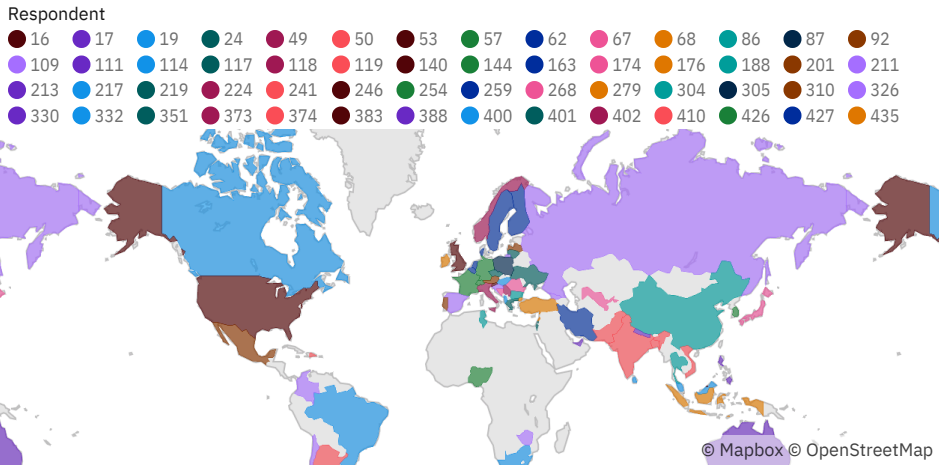 Respondent
16 17 19 24 49 50 53 57 62 67 68 86 87 92
109 111 114 117 118 119 140 144 163 174 176 188 201 211
213 217 219 224 241 246 254 259 268 279 304 305 310 326
330 332 351 373 374 383 388 400 401 402 410 426 427 435
© Mapbox © OpenStreetMap